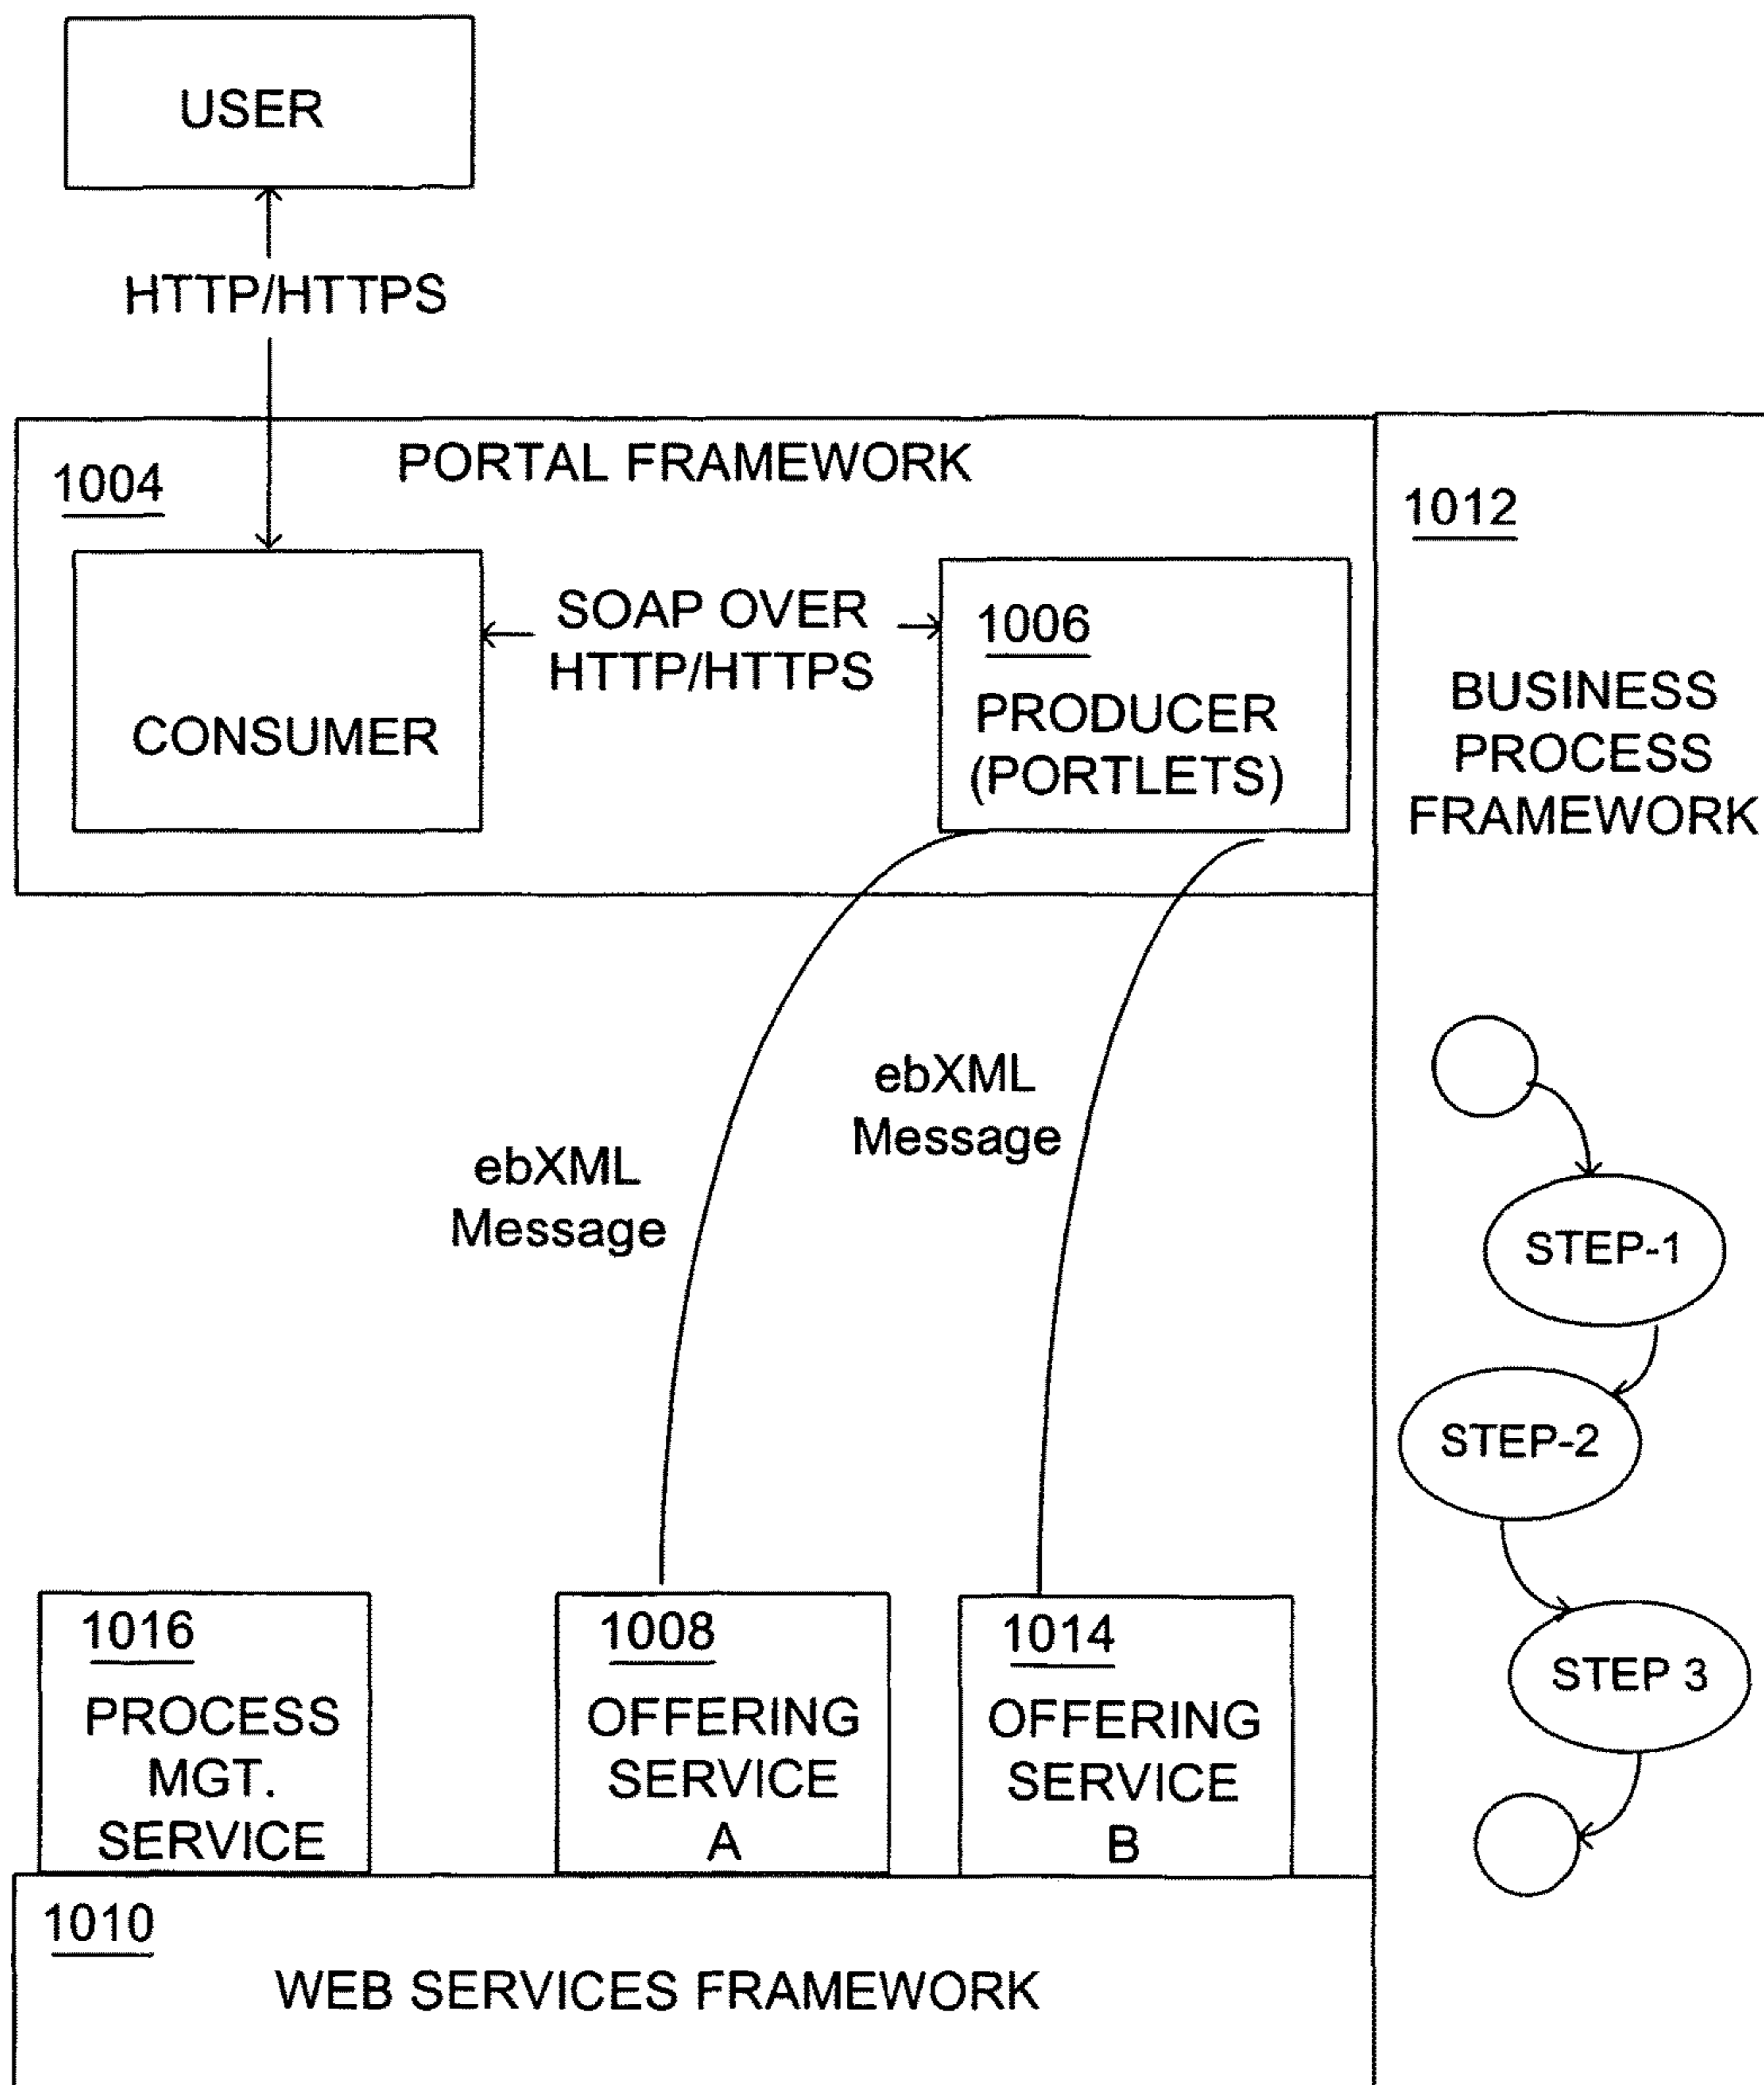 USER
HTTP/HTTPS
PORTAL FRAMEWORK
1004
CONSUMER
SOAP OVER
HTTP/HTTPS
1006
PRODUCER
(PORTLETS)
1012
BUSINESS
PROCESS
FRAMEWORK
ebXML
Message
ebXML
Message
STEP-1
STEP-2
STEP 3
1016
PROCESS
MGT.
SERVICE
1008
OFFERING
SERVICE
A
1014
OFFERING
SERVICE
B
1010
WEB SERVICES FRAMEWORK